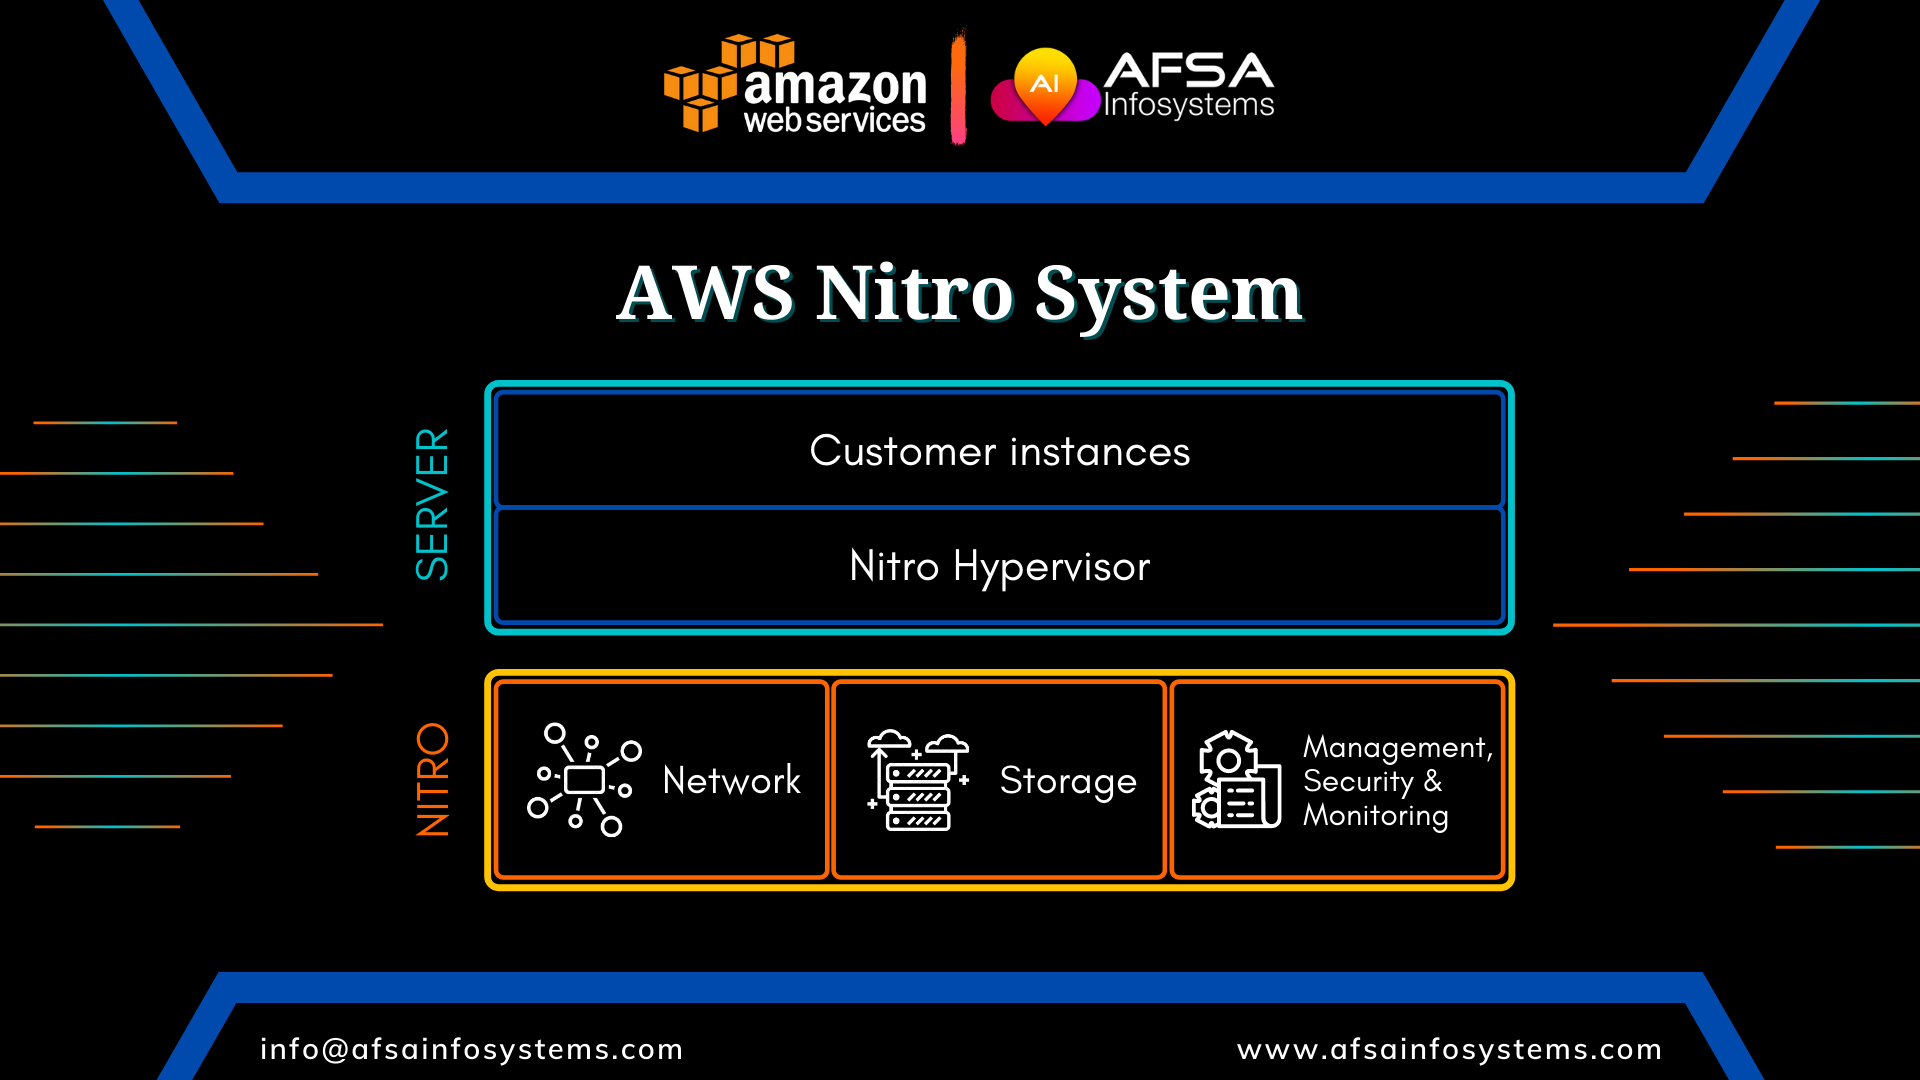 amazon
web services
AI
AFSA
Infosystems
AWS Nitro System
SERVER
Customer instances
Nitro Hypervisor
NITRO
Network
Storage
Management,
Security &
Monitoring
info@afsainfosystems.com
www.afsainfosystems.com